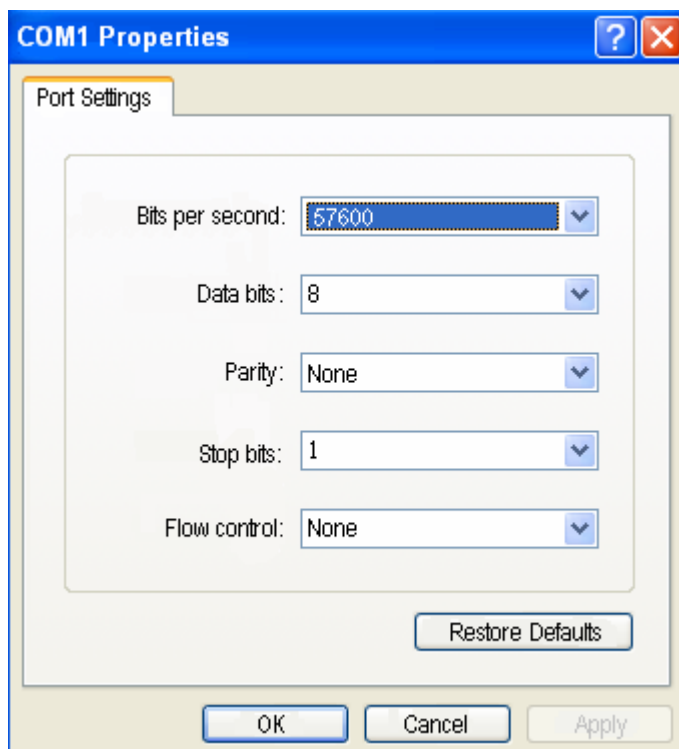 COM1 Properties
Port Settings
Bits per second: 57600
Data bits: 8
Parity: None
Stop bits: 1
Flow control: None
Restore Defaults
OK Cancel Apply